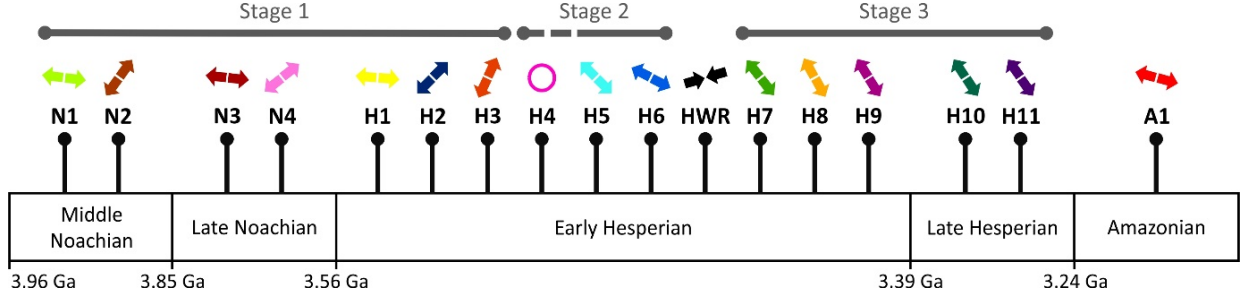 Stage 1 Stage 2 Stage 3
N1 N2 N3 N4 H1 H2 H3 H4 H5 H6 HWR H7 H8 H9 H10 H11 A1
Middle
Noachian
Late Noachian
Early Hesperian
Late Hesperian
Amazonian
3.96 Ga 3.85 Ga 3.56 Ga 3.39 Ga 3.24 Ga